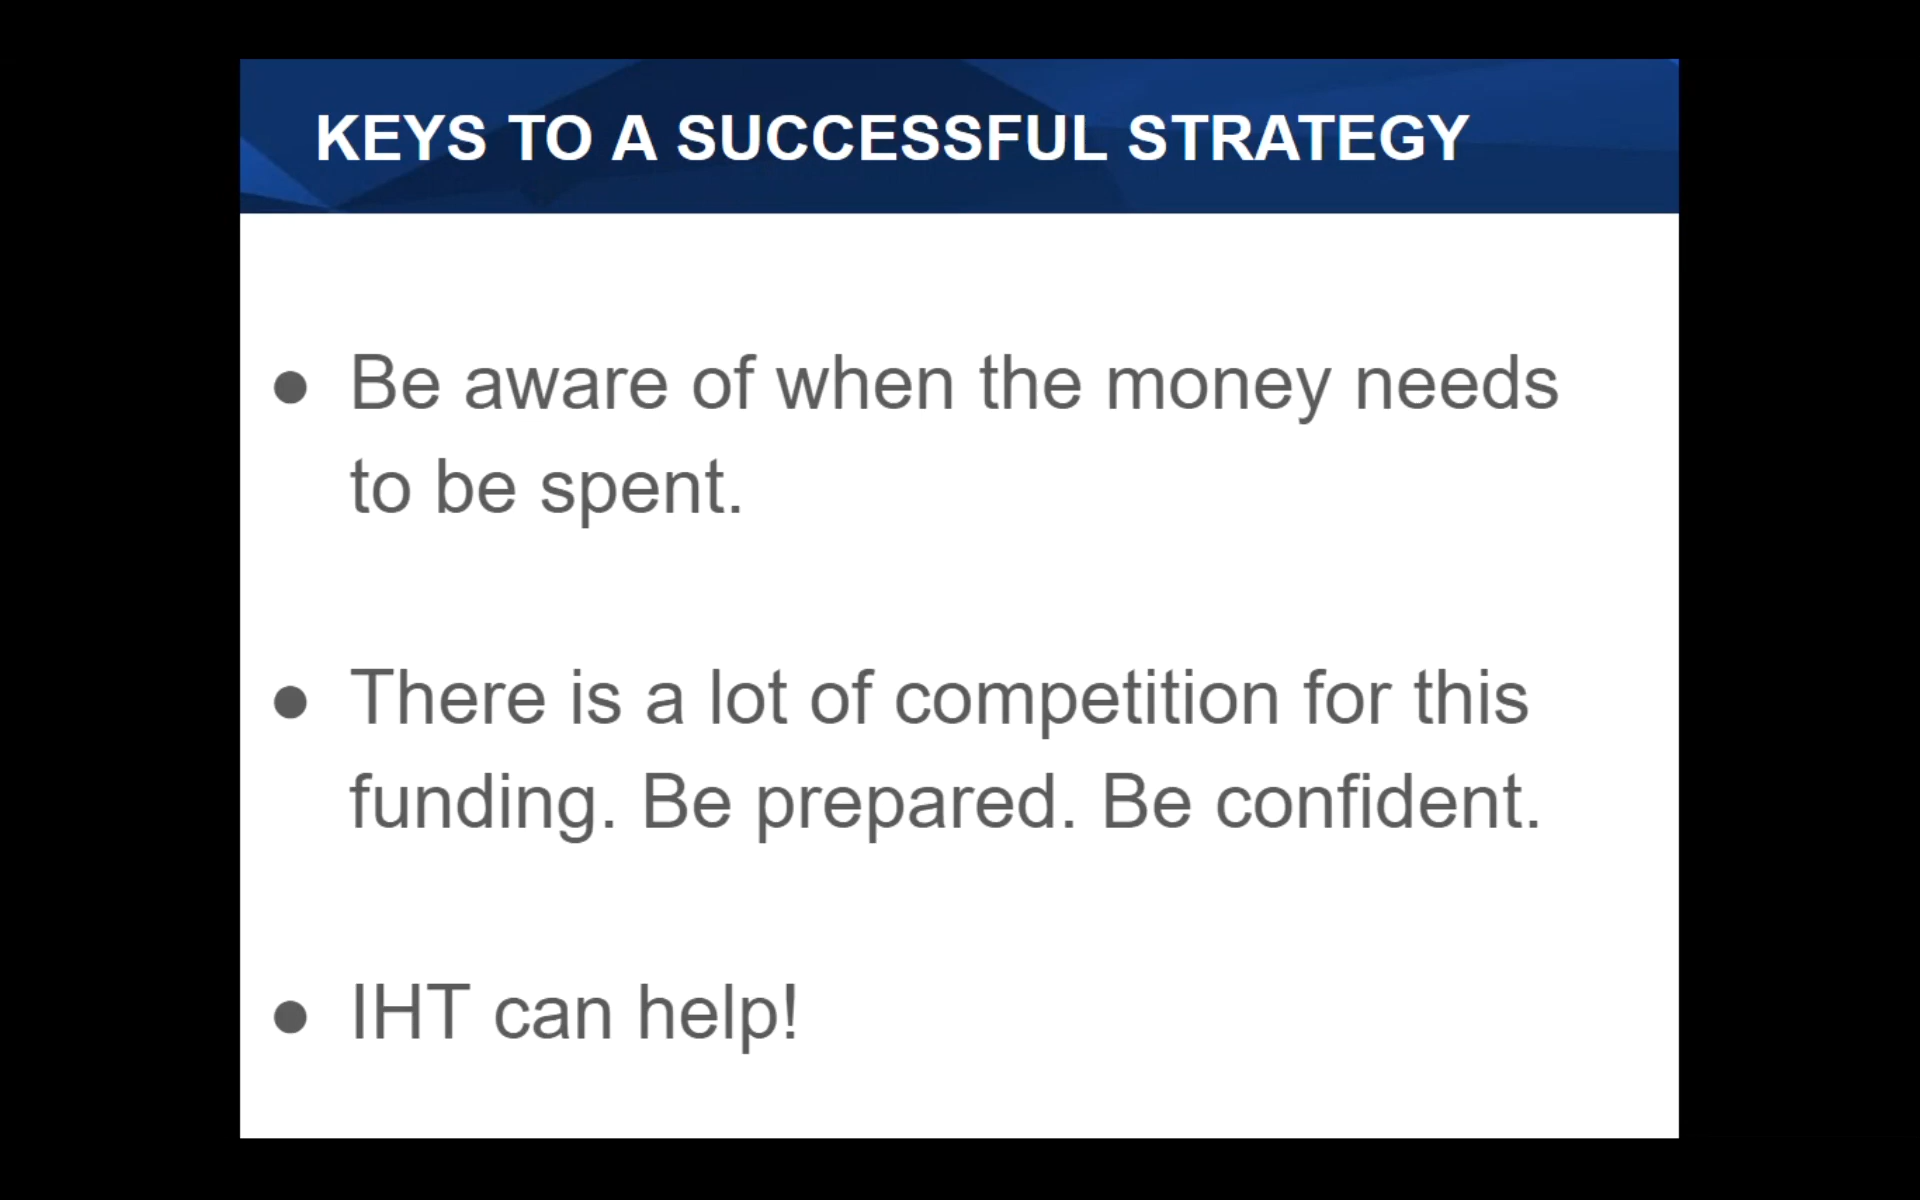 KEYS TO A SUCCESSFUL STRATEGY
● Be aware of when the money needs
to be spent.
● There is a lot of competition for this
funding. Be prepared. Be confident.
● IHT can help!